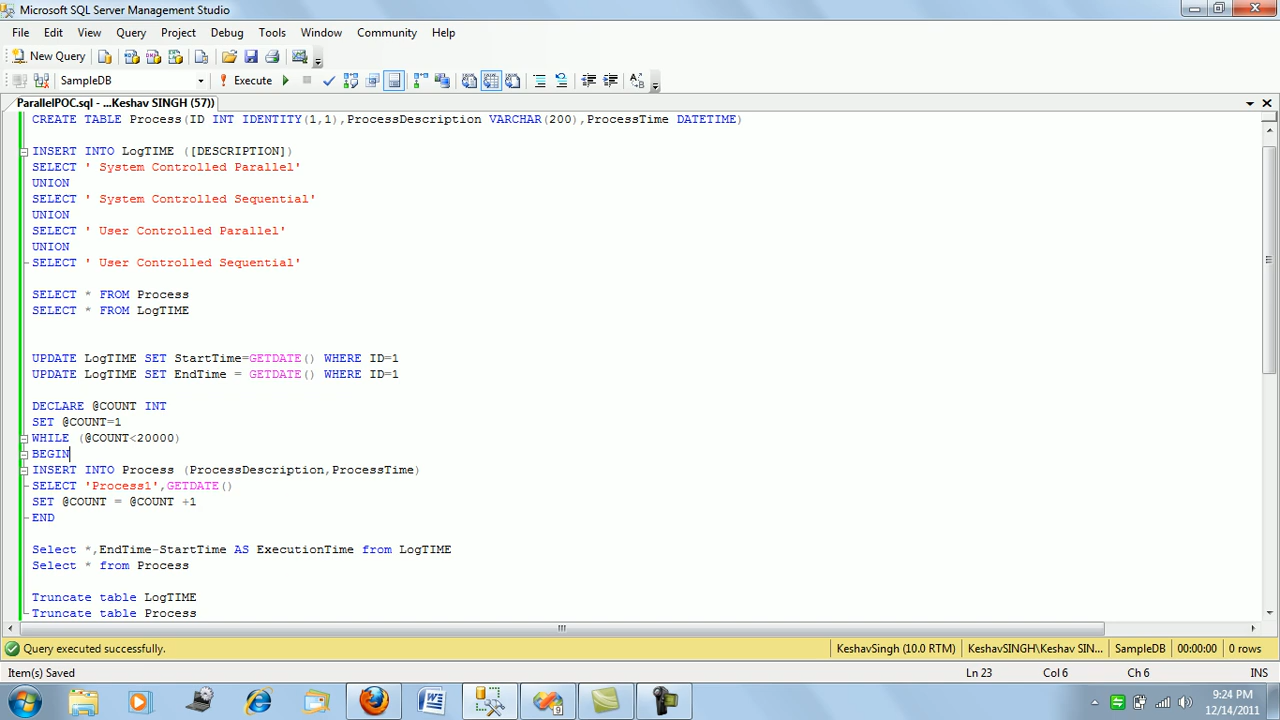 Microsoft SQL Server Management Studio
File Edit View Query Project Debug Tools Window Community Help
New Query
SampleDB Execute
ParallelPOC.sql - ...Keshav SINGH (57))
CREATE TABLE Process(ID INT IDENTITY(1,1),ProcessDescription VARCHAR(200),ProcessTime DATETIME)
INSERT INTO LogTIME ([DESCRIPTION])
SELECT ' System Controlled Parallel'
UNION
SELECT ' System Controlled Sequential'
UNION
SELECT ' User Controlled Parallel'
UNION
SELECT ' User Controlled Sequential'
SELECT * FROM Process
SELECT * FROM LogTIME
UPDATE LogTIME SET StartTime=GETDATE() WHERE ID=1
UPDATE LogTIME SET EndTime = GETDATE() WHERE ID=1
DECLARE @COUNT INT
SET @COUNT=1
WHILE (@COUNT<20000)
BEGIN
INSERT INTO Process (ProcessDescription,ProcessTime)
SELECT 'Process1',GETDATE()
SET @COUNT = @COUNT +1
END
Select *,EndTime-StartTime AS ExecutionTime from LogTIME
Select * from Process
Truncate table LogTIME
Truncate table Process
Query executed successfully. KeshavSingh (10.0 RTM) KeshavSINGH\Keshav SIN... SampleDB 00:00:00 0 rows
Item(s) Saved Ln 23 Col 6 Ch 6 INS
9:24 PM
12/14/2011